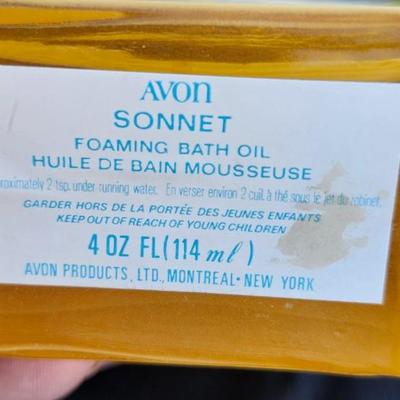 AVON
SONNET
FOAMING BATH OIL
HUILE DE BAIN MOUSSEUSE
2 tsp. under running water. En verser environ 2 cuil. à thé sous le jet du robinet.
GARDER HORS DE LA PORTÉE DES JEUNES ENFANTS
KEEP OUT OF REACH OF YOUNG CHILDREN
4 OZ FL (114 ml)
AVON PRODUCTS, LTD., MONTREAL • NEW YORK